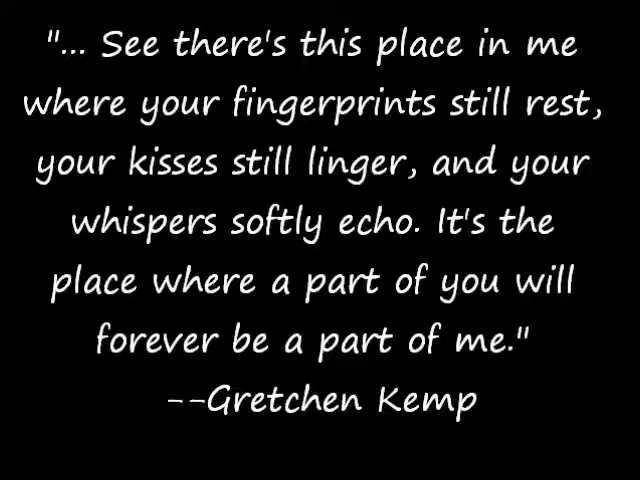 "... See there's this place in me
where your fingerprints still rest,
your kisses still linger, and your
whispers softly echo. It's the
place where a part of you will
forever be a part of me."
--Gretchen Kemp